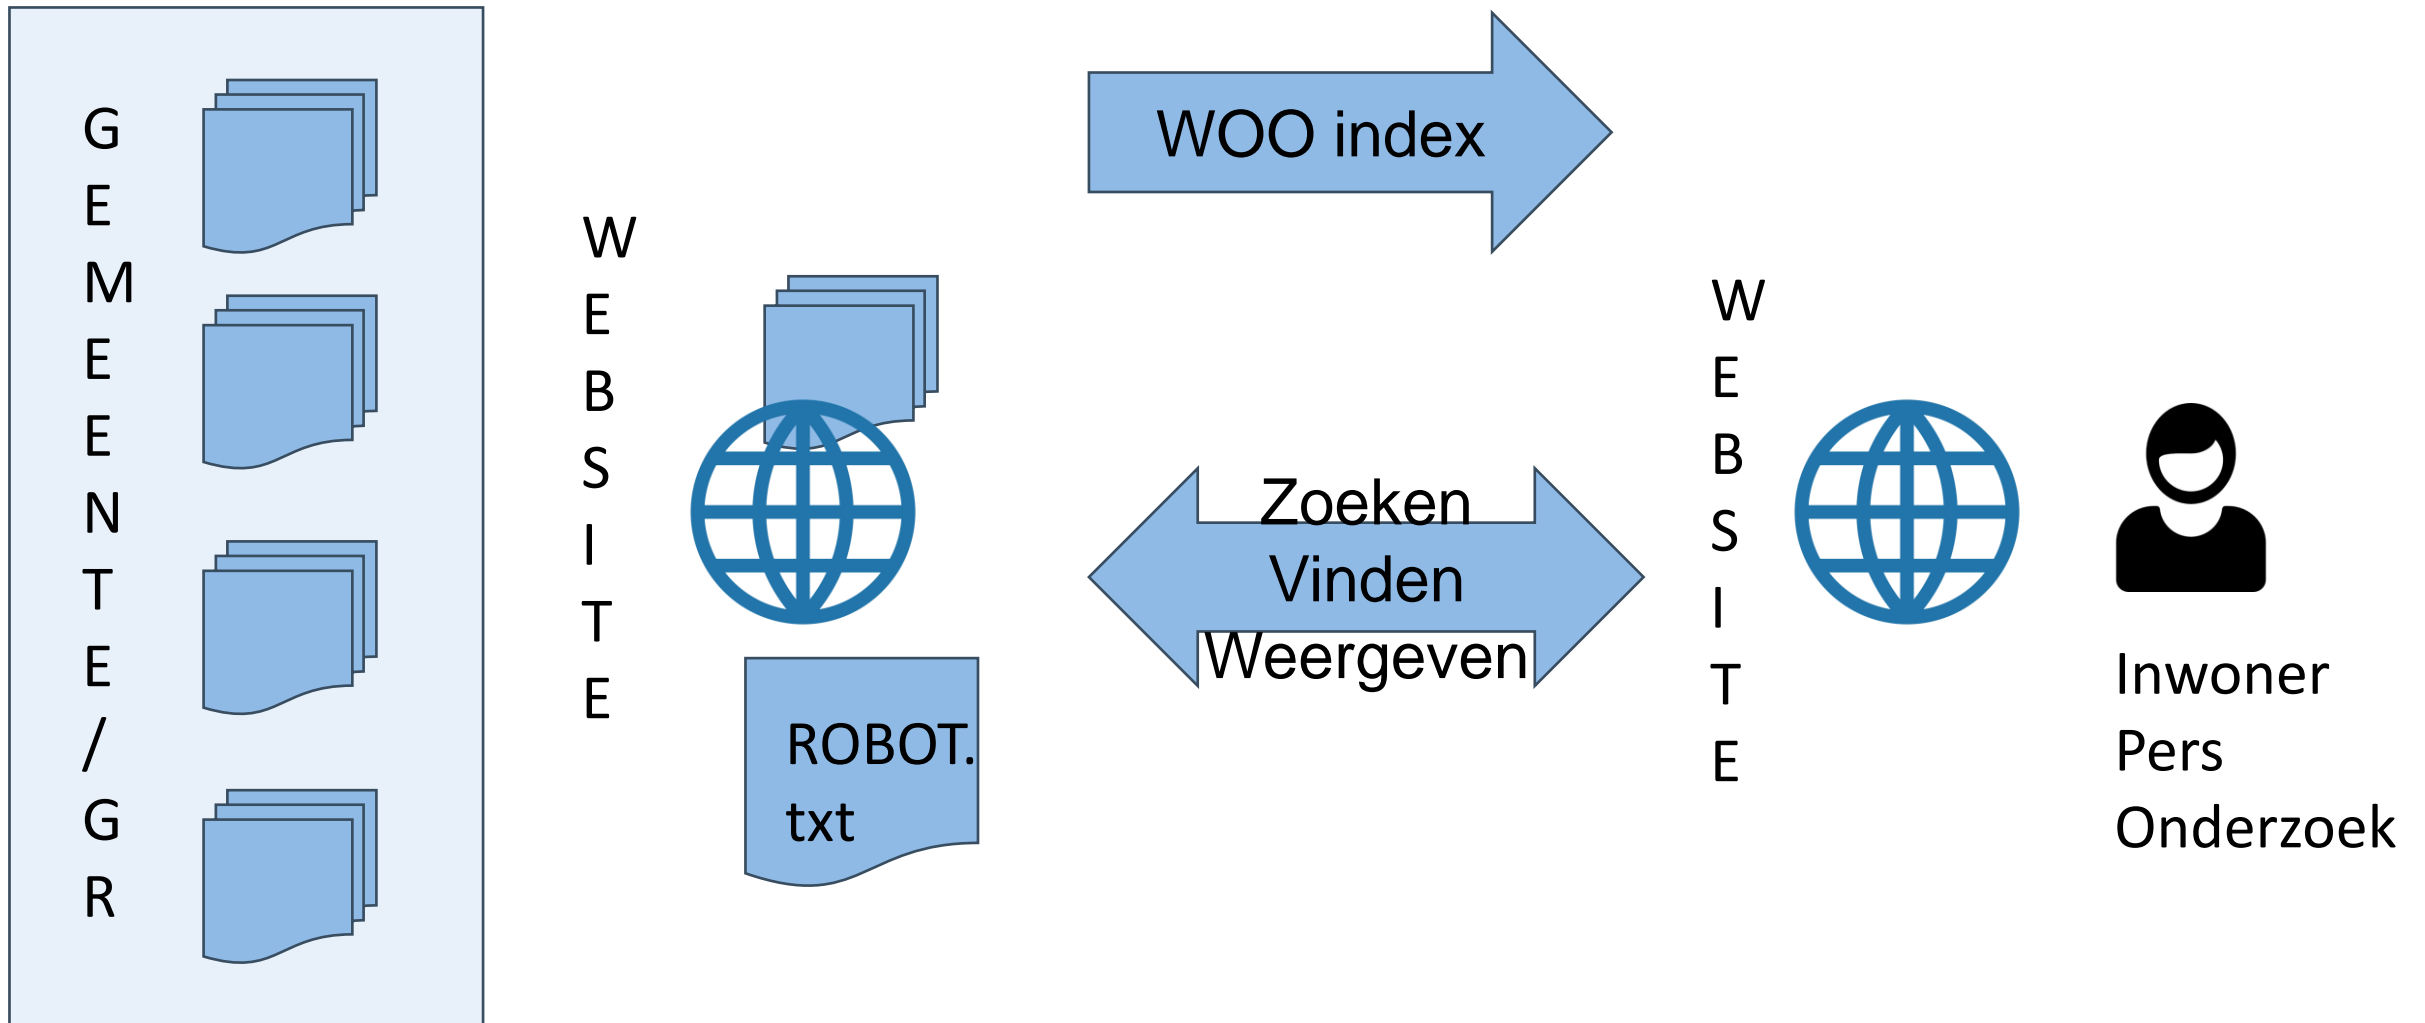 GEMEENTE/GR
WEBSITE
ROBOT.
txt
WOO index
Zoeken
Vinden
Weergeven
WEBSITE
Inwoner
Pers
Onderzoek